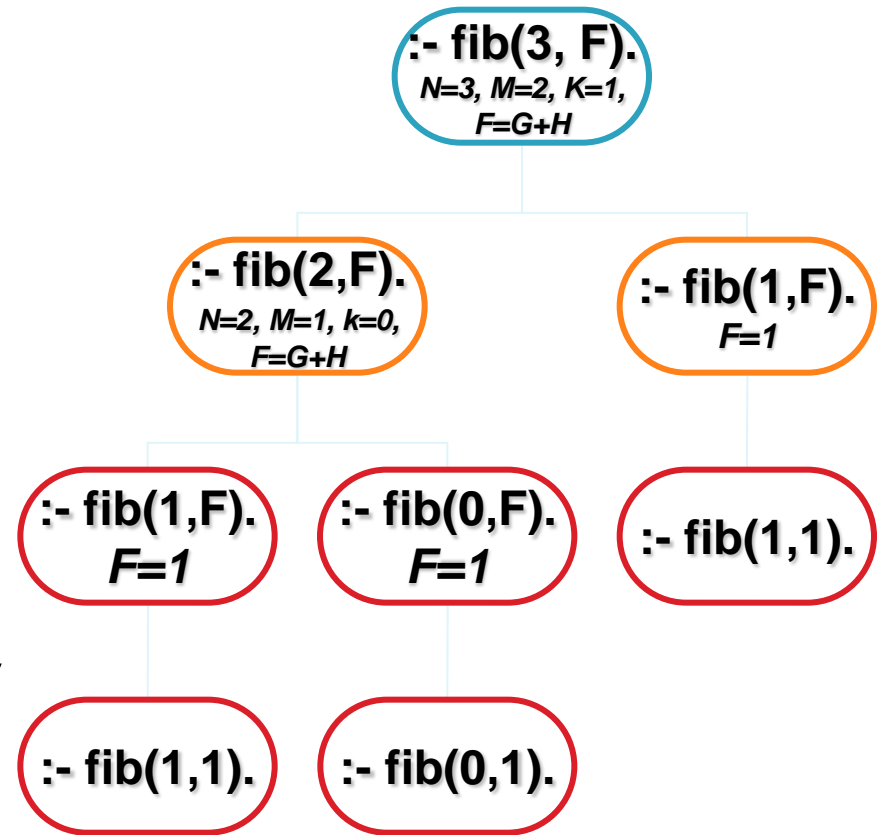 :- fib(3, F).
N=3, M=2, K=1,
F=G+H
:- fib(2,F).
N=2, M=1, k=0,
F=G+H
:- fib(1,F).
F=1
:- fib(1,F).
F=1
:- fib(0,F).
F=1
:- fib(1,1).
:- fib(1,1).
:- fib(0,1).